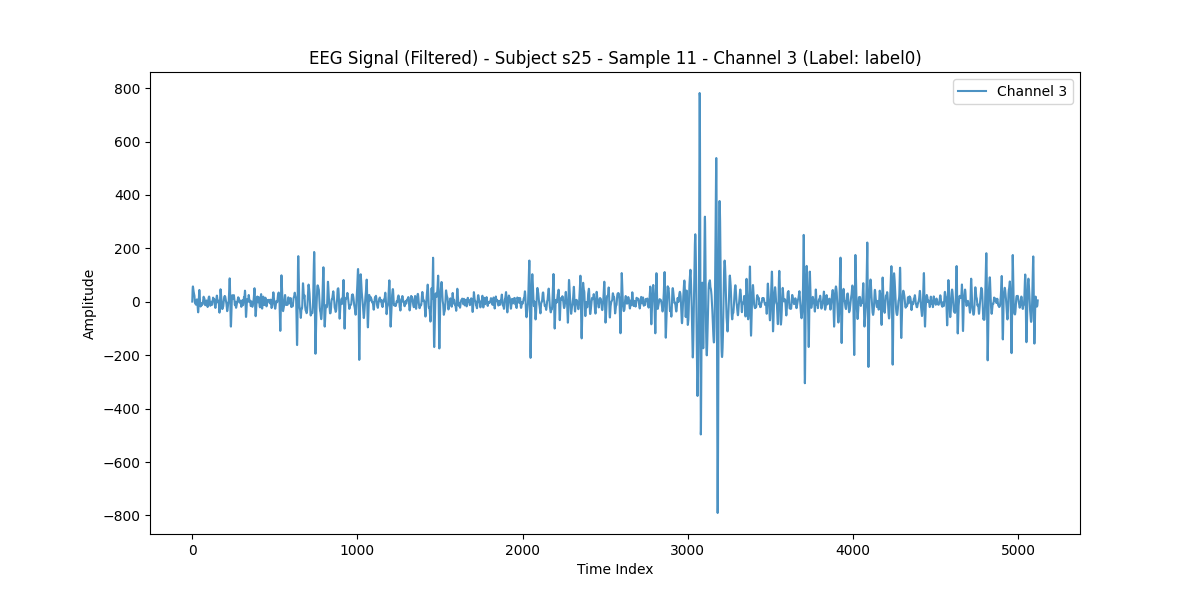 EEG Signal (Filtered) - Subject s25 - Sample 11 - Channel 3 (Label: label0)
Channel 3
800
600
400
200
0
−200
−400
−600
−800
Amplitude
0 1000 2000 3000 4000 5000
Time Index